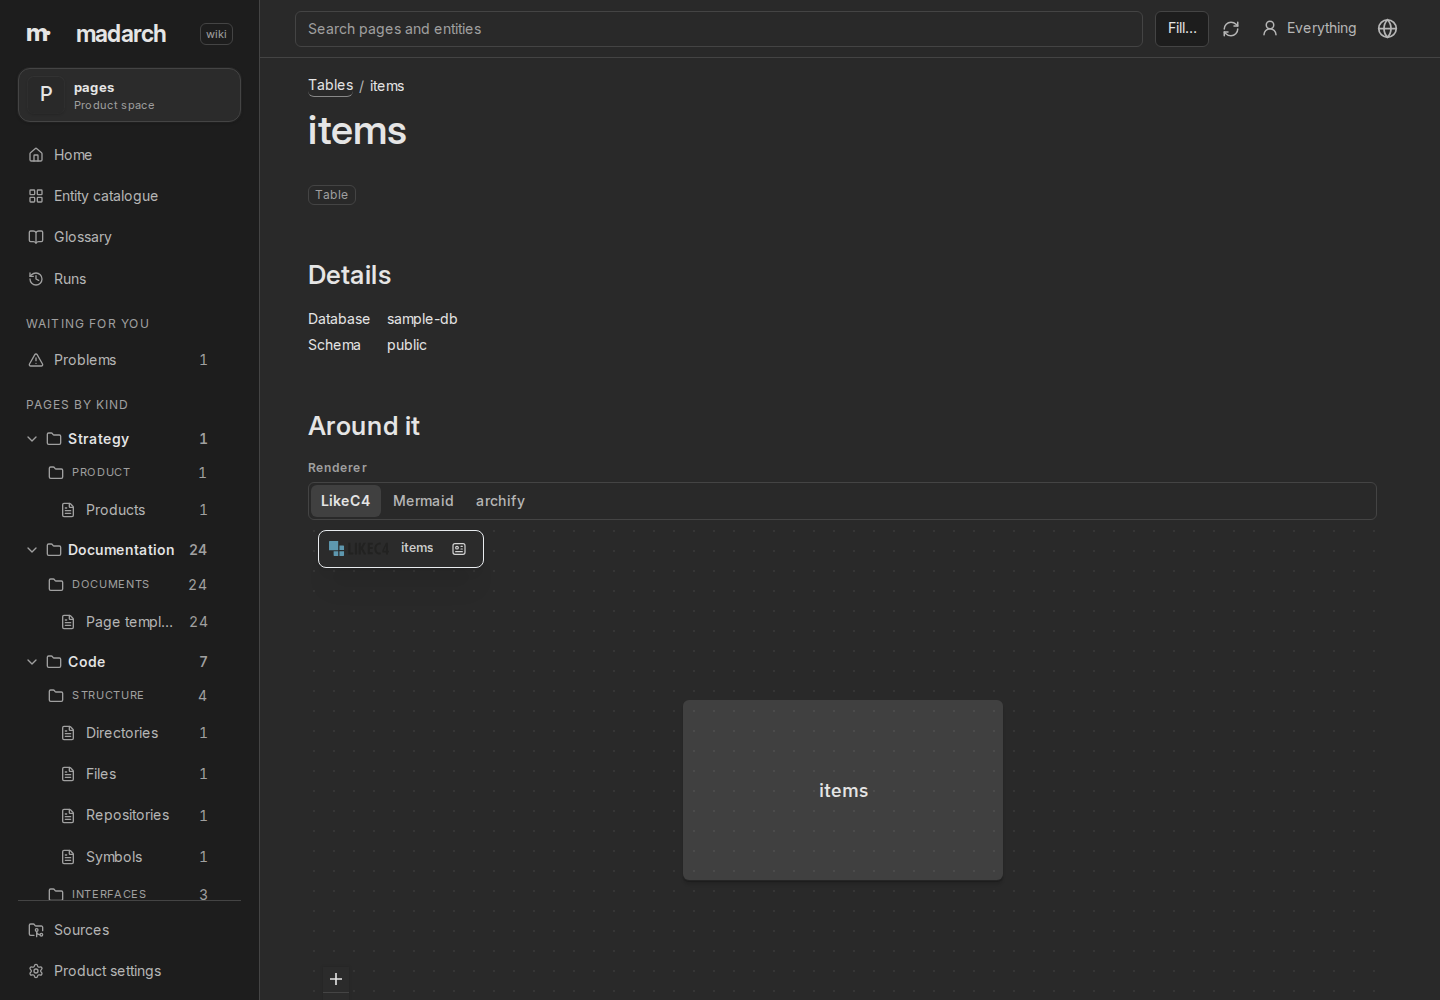 m·
madarch
wiki
P
pages
Product space
Home
Entity catalogue
Glossary
Runs
WAITING FOR YOU
Problems 1
PAGES BY KIND
Strategy 1
PRODUCT 1
Products 1
Documentation 24
DOCUMENTS 24
Page templ... 24
Code 7
STRUCTURE 4
Directories 1
Files 1
Repositories 1
Symbols 1
INTERFACES 3
Sources
Product settings
Search pages and entities
Fill...
Everything
Tables / items
items
Table
Details
Database sample-db
Schema public
Around it
Renderer
LikeC4 Mermaid archify
LIKEC4 items
items